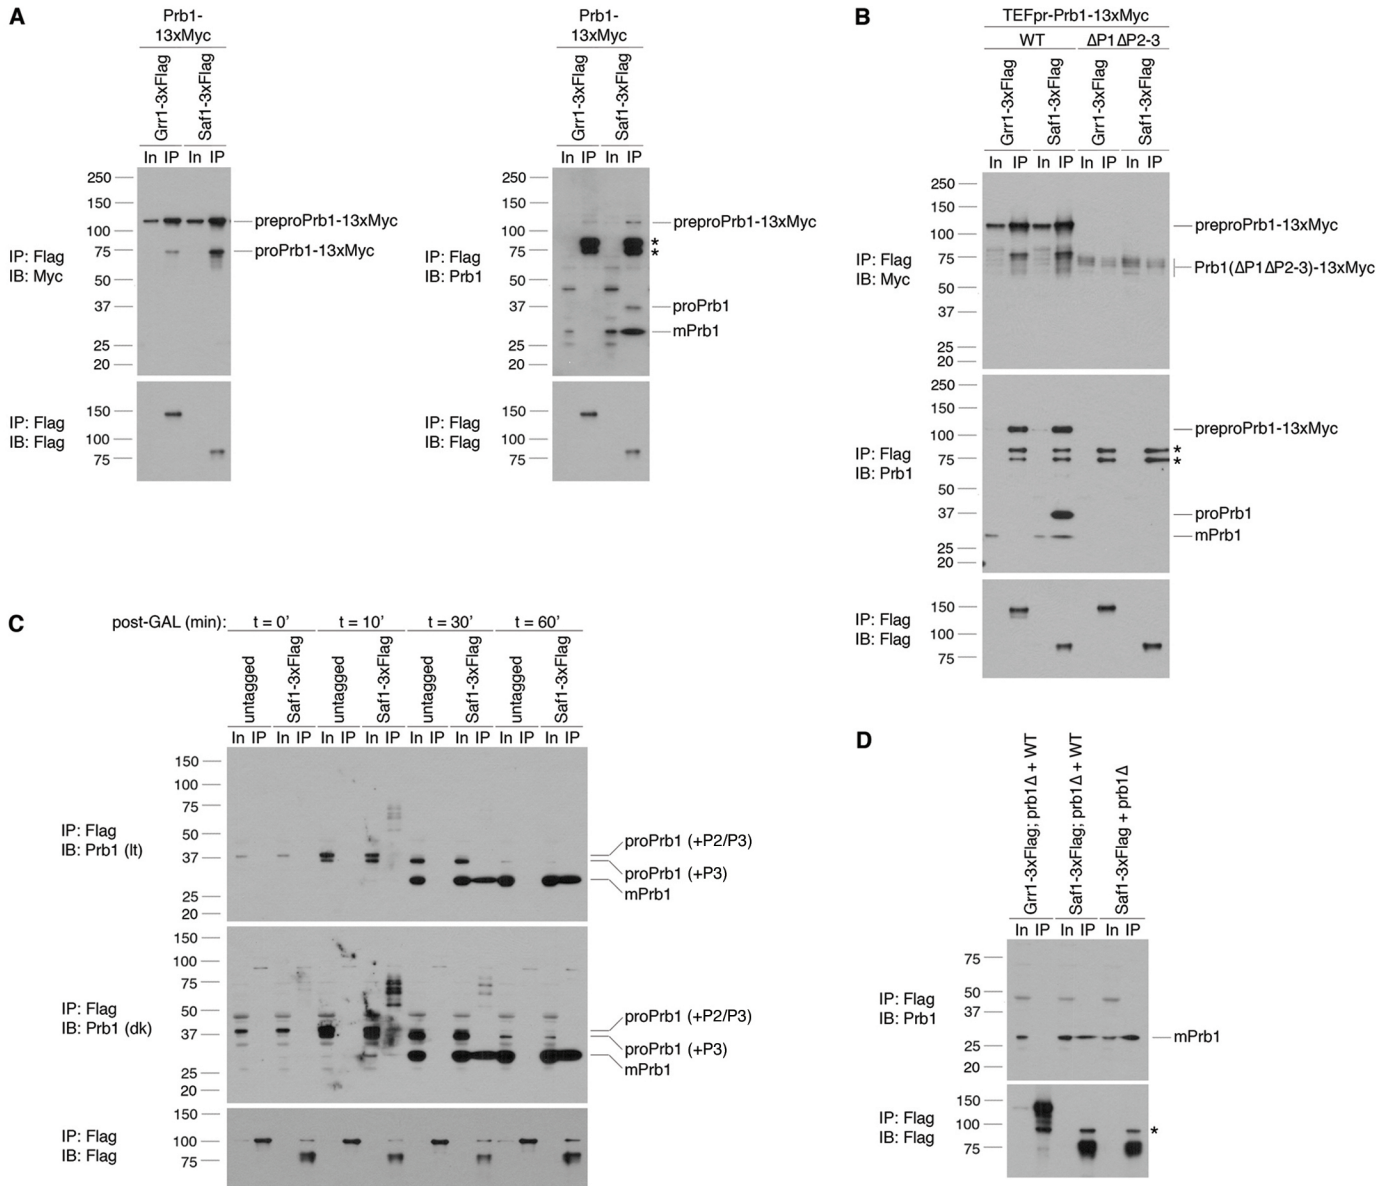 A
Prb1-
13xMyc
Grr1-3xFlag
Saf1-3xFlag
In IP In IP
250
150
100
75
50
37
25
20
IP: Flag
IB: Myc
preproPrb1-13xMyc
proPrb1-13xMyc
150
100
75
IP: Flag
IB: Flag
Prb1-
13xMyc
Grr1-3xFlag
Saf1-3xFlag
In IP In IP
250
150
100
75
50
37
25
20
IP: Flag
IB: Prb1
preproPrb1-13xMyc
*
*
proPrb1
mPrb1
150
100
75
IP: Flag
IB: Flag
B
TEFpr-Prb1-13xMyc
WT ΔP1ΔP2-3
Grr1-3xFlag
Saf1-3xFlag
Grr1-3xFlag
Saf1-3xFlag
In IP In IP In IP In IP
250
150
100
75
50
37
25
20
IP: Flag
IB: Myc
preproPrb1-13xMyc
Prb1(ΔP1ΔP2-3)-13xMyc
250
150
100
75
50
37
25
20
IP: Flag
IB: Prb1
preproPrb1-13xMyc
*
*
proPrb1
mPrb1
150
100
75
IP: Flag
IB: Flag
C
post-GAL (min): t = 0’ t = 10’ t = 30’ t = 60’
untagged
Saf1-3xFlag
untagged
Saf1-3xFlag
untagged
Saf1-3xFlag
untagged
Saf1-3xFlag
In IP In IP In IP In IP In IP In IP In IP In IP
150
100
75
50
37
25
20
IP: Flag
IB: Prb1 (lt)
proPrb1 (+P2/P3)
proPrb1 (+P3)
mPrb1
150
100
75
50
37
25
20
IP: Flag
IB: Prb1 (dk)
proPrb1 (+P2/P3)
proPrb1 (+P3)
mPrb1
150
100
75
IP: Flag
IB: Flag
D
Grr1-3xFlag; prb1Δ + WT
Saf1-3xFlag; prb1Δ + WT
Saf1-3xFlag + prb1Δ
In IP In IP In IP
75
50
37
25
20
IP: Flag
IB: Prb1
mPrb1
150
100
75
IP: Flag
IB: Flag
*